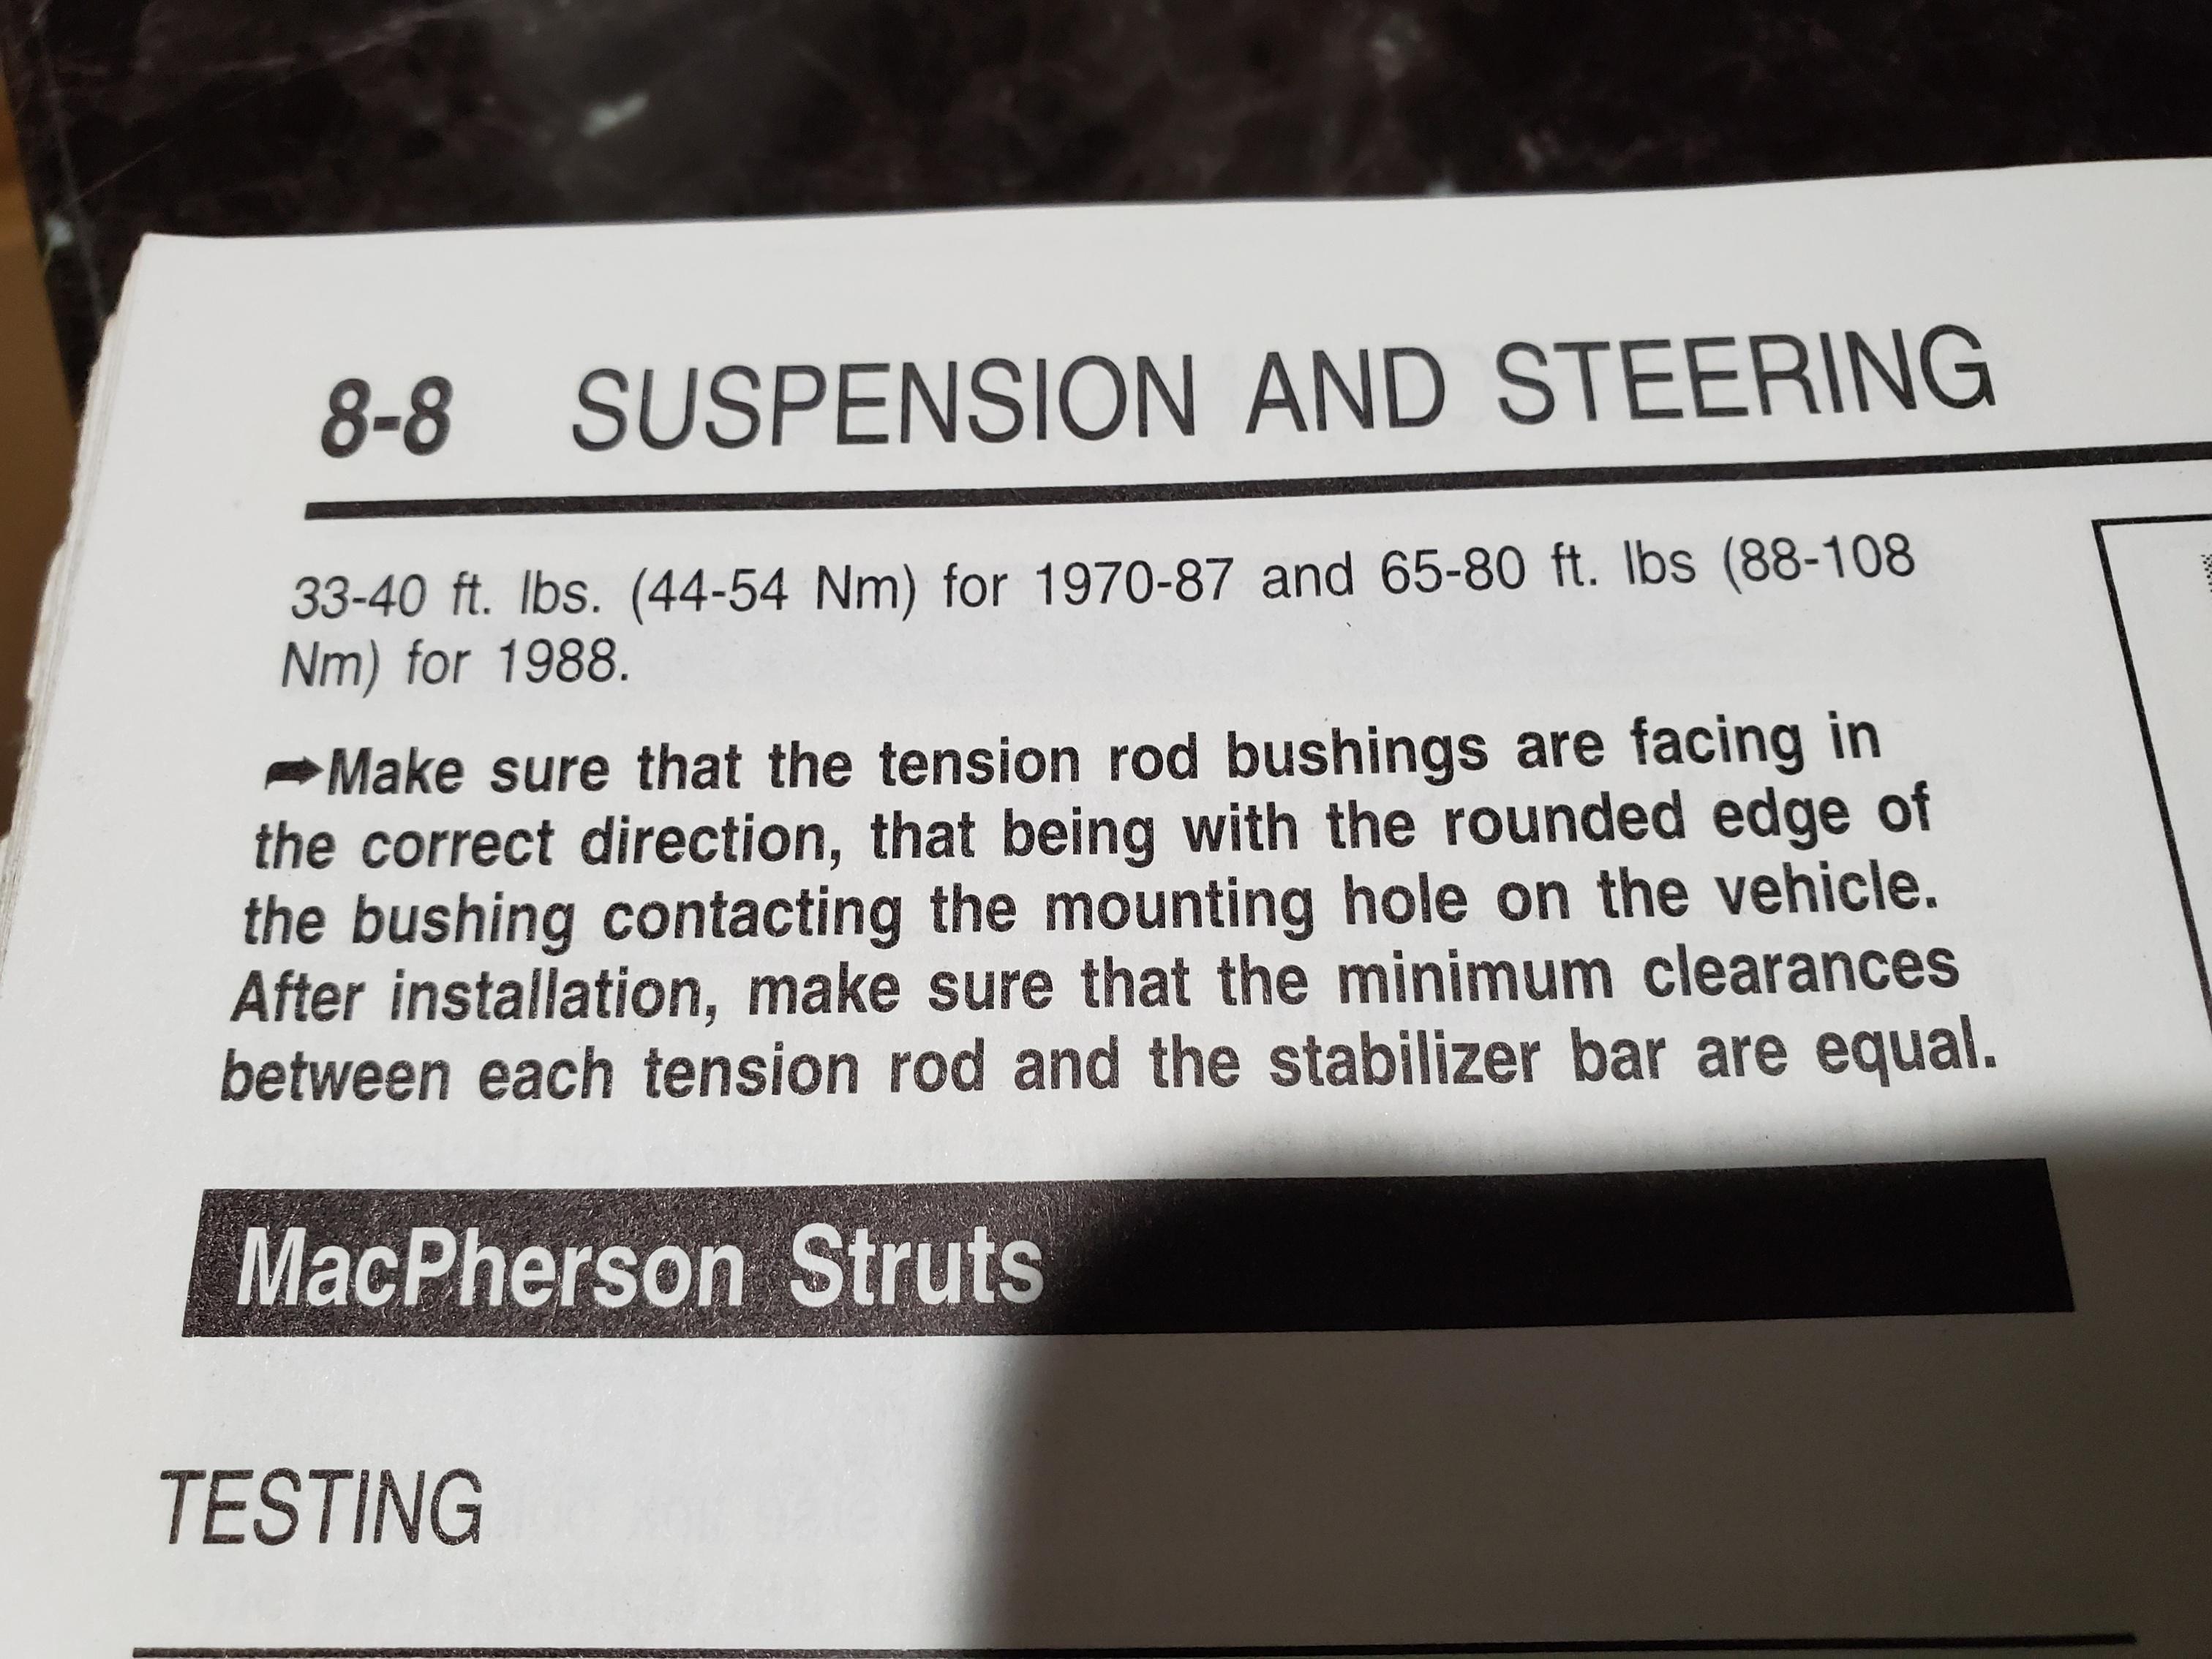 8-8 SUSPENSION AND STEERING
33-40 ft. lbs. (44-54 Nm) for 1970-87 and 65-80 ft. lbs (88-108
Nm) for 1988.
➡Make sure that the tension rod bushings are facing in
the correct direction, that being with the rounded edge of
the bushing contacting the mounting hole on the vehicle.
After installation, make sure that the minimum clearances
between each tension rod and the stabilizer bar are equal.
MacPherson Struts
TESTING